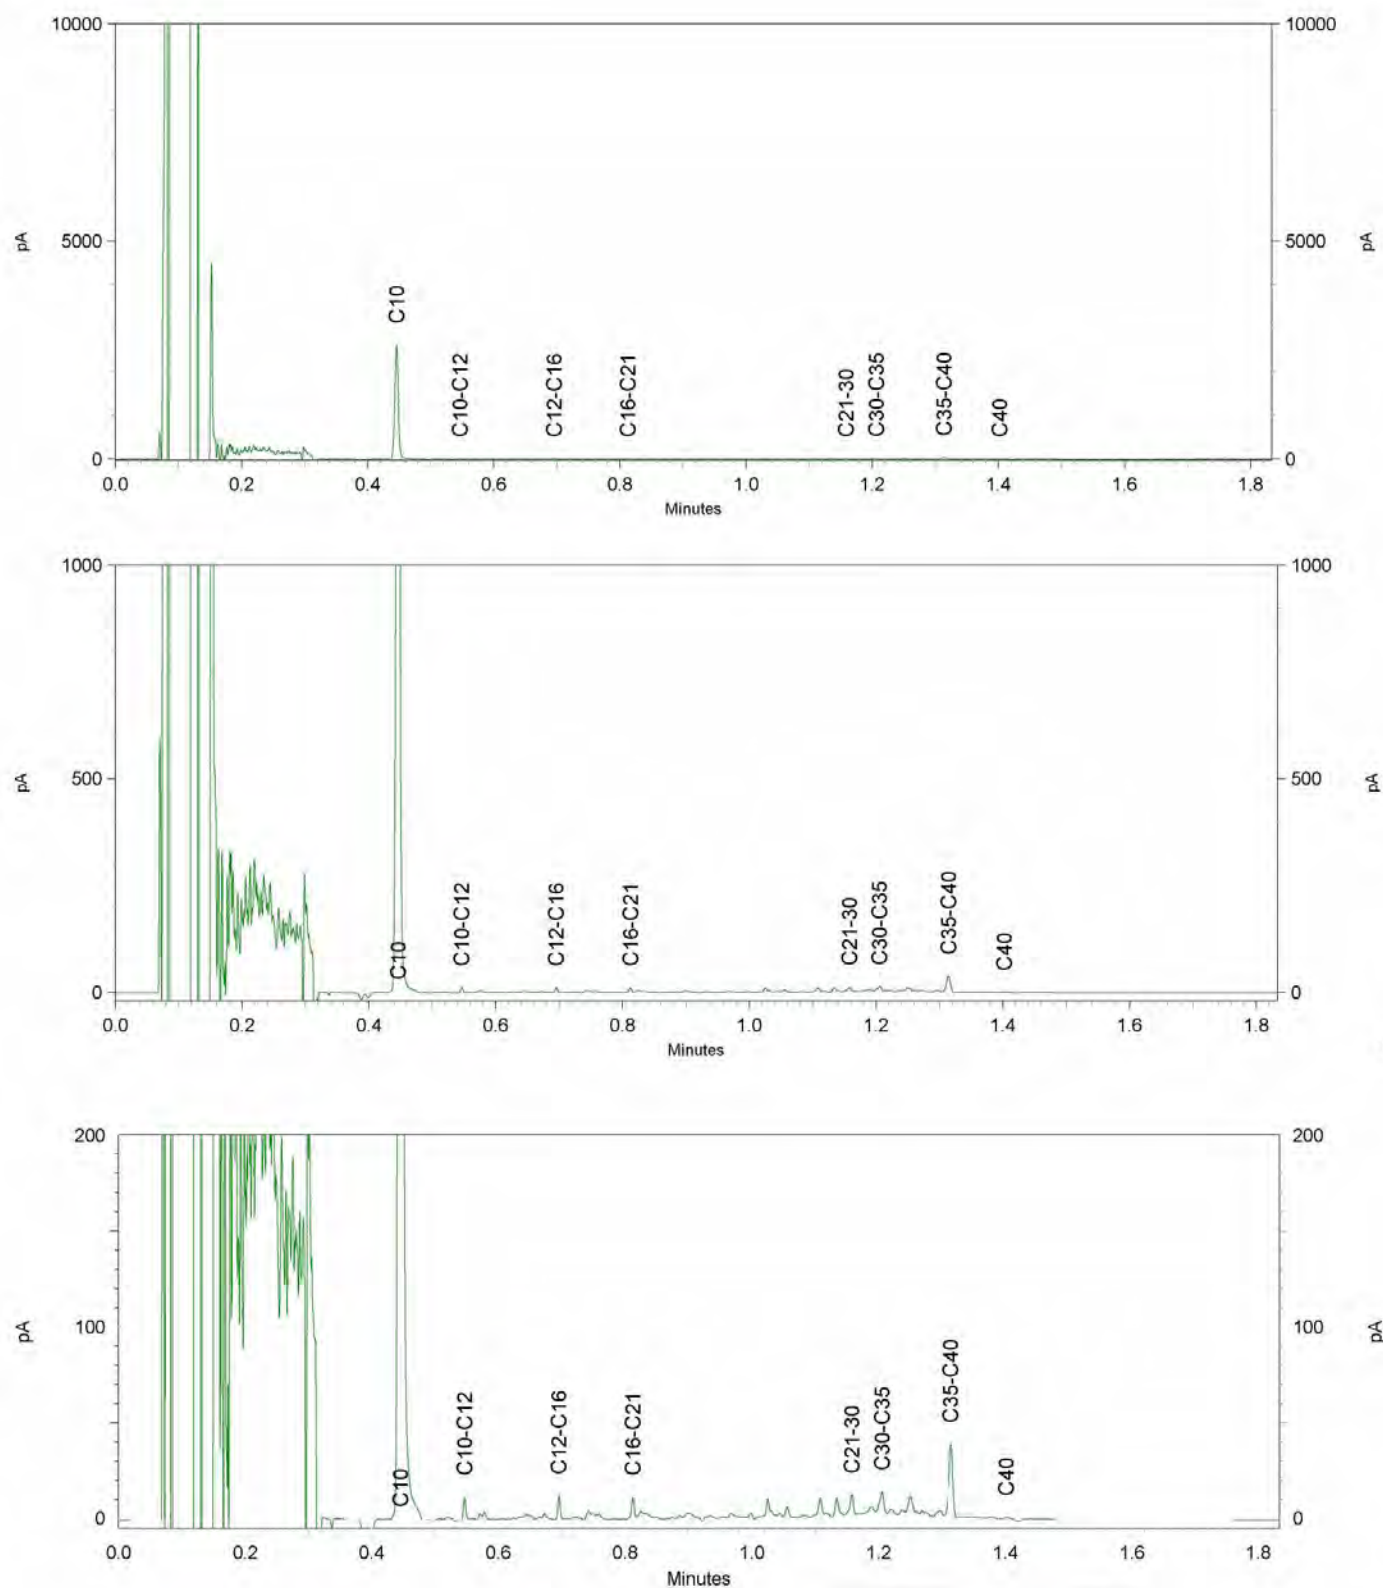 10000 10000
pA 5000 5000 pA
C10
C10-C12 C12-C16 C16-C21 C21-30 C30-C35 C35-C40 C40
0 0
0.0 0.2 0.4 0.6 0.8 1.0 1.2 1.4 1.6 1.8
Minutes
1000 1000
pA 500 500 pA
C10 C10-C12 C12-C16 C16-C21 C21-30 C30-C35 C35-C40 C40
0 0
0.0 0.2 0.4 0.6 0.8 1.0 1.2 1.4 1.6 1.8
Minutes
200 200
pA 100 100 pA
C10 C10-C12 C12-C16 C16-C21 C21-30 C30-C35 C35-C40 C40
0 0
0.0 0.2 0.4 0.6 0.8 1.0 1.2 1.4 1.6 1.8
Minutes